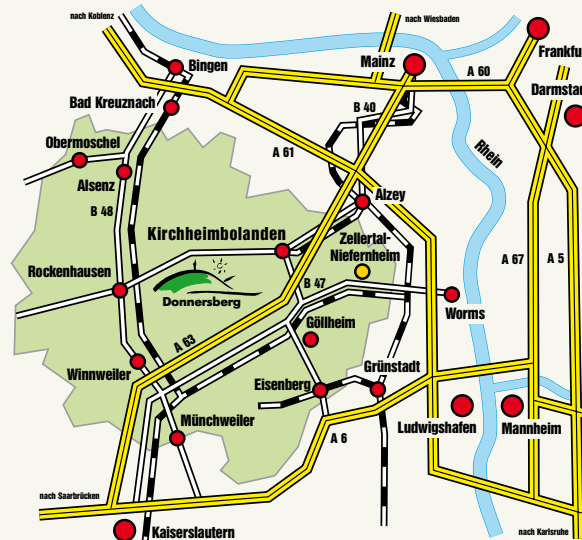 nach Koblenz
nach Wiesbaden
Bingen
Mainz
A 60
Frankfu
Darmsta
Bad Kreuznach
B 40
Obermoschel
A 61
Rhein
Alsenz
Alzey
B 48
Kirchheimbolanden
Zellertal-
Niefernheim
A 67
A 5
Rockenhausen
Donnersberg
B 47
Worms
Göllheim
A 63
Winnweiler
Eisenberg
Grünstadt
Münchweiler
A 6
Ludwigshafen
Mannheim
nach Saarbrücken
Kaiserslautern
nach Karlsruhe